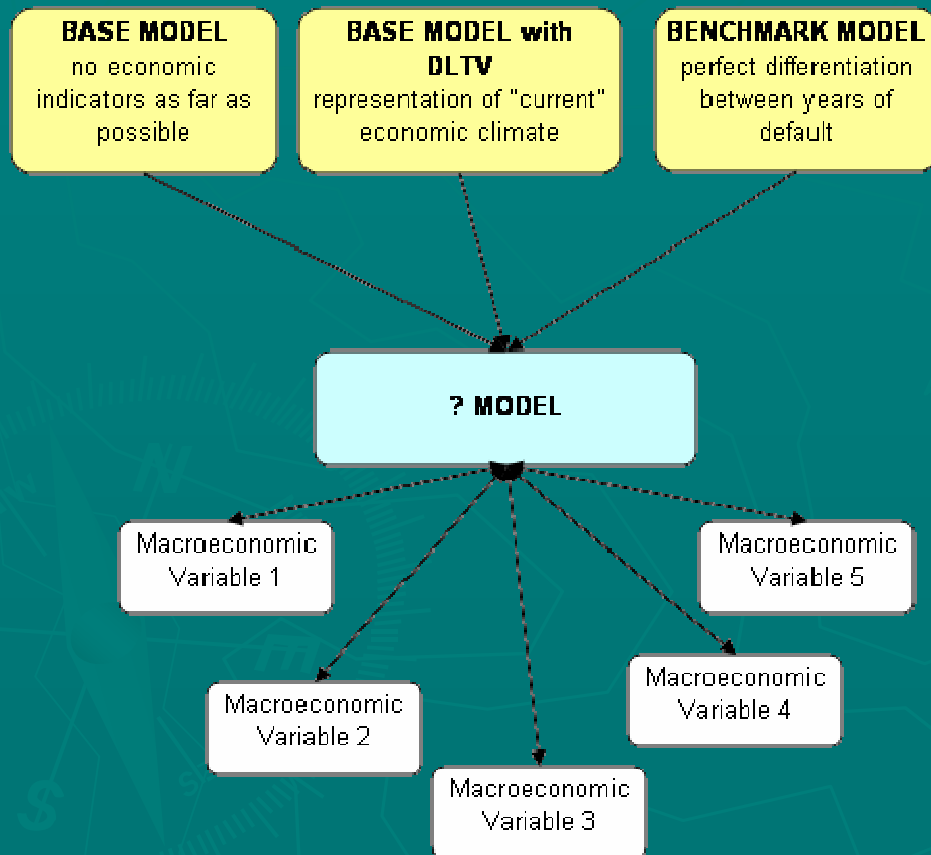 BASE MODEL
no economic
indicators as far as
possible
BASE MODEL with
DLTV
representation of "current"
economic climate
BENCHMARK MODEL
perfect differentiation
between years of
default
? MODEL
Macroeconomic
Variable 1
Macroeconomic
Variable 5
Macroeconomic
Variable 4
Macroeconomic
Variable 2
Macroeconomic
Variable 3
N
W
m
S
S